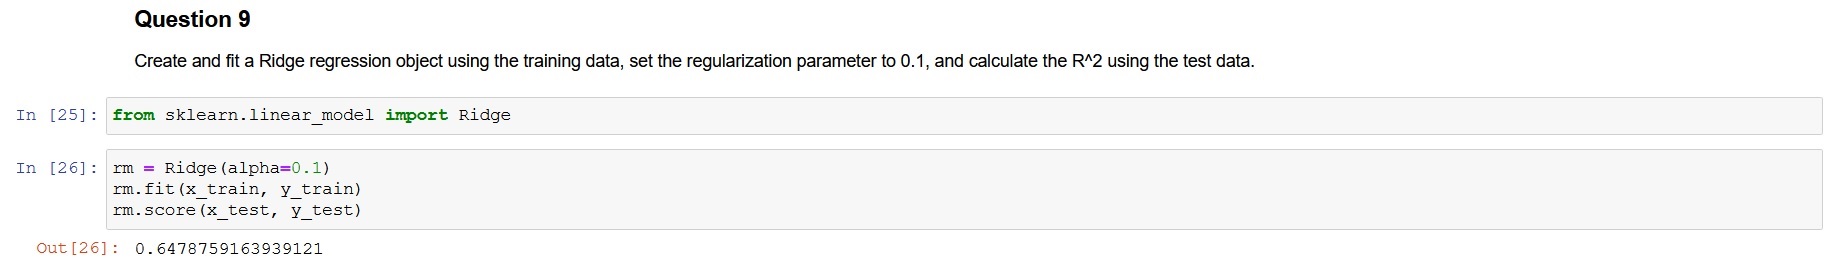 Question 9
Create and fit a Ridge regression object using the training data, set the regularization parameter to 0.1, and calculate the R^2 using the test data.
In [25]: from sklearn.linear_model import Ridge
In [26]: rm = Ridge(alpha=0.1)
rm.fit(x_train, y_train)
rm.score(x_test, y_test)
Out[26]: 0.6478759163939121